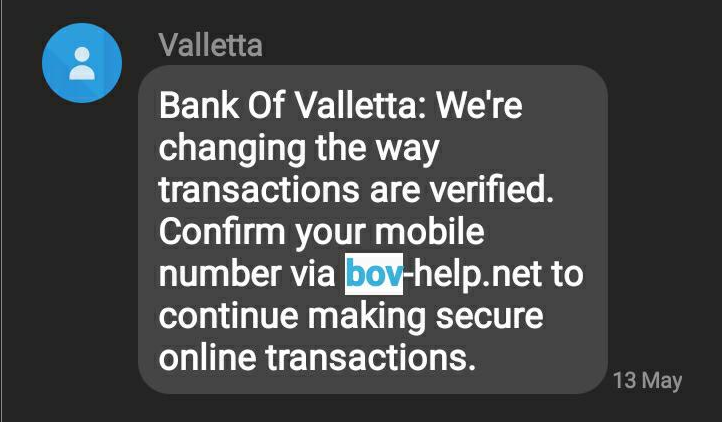 Valletta
Bank Of Valletta: We're
changing the way
transactions are verified.
Confirm your mobile
number via bov-help.net to
continue making secure
online transactions.
13 May